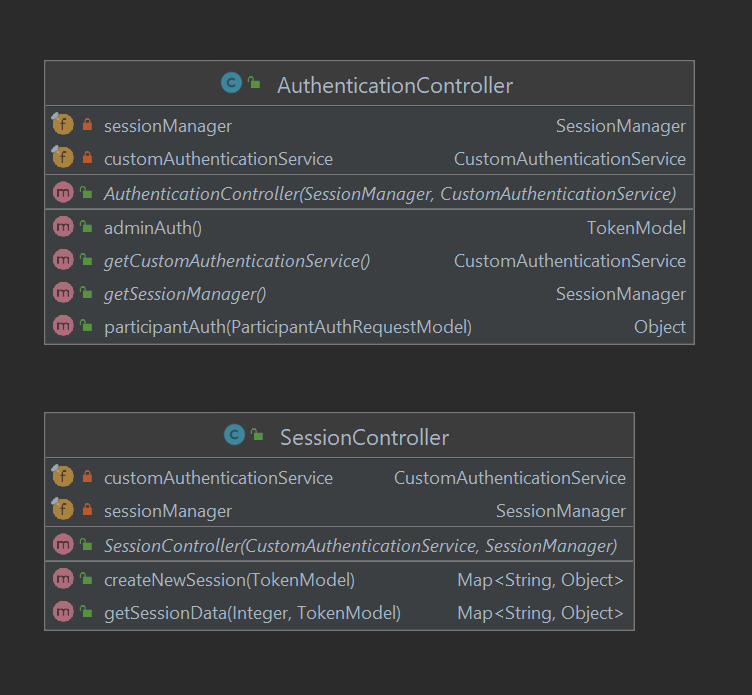 AuthenticationController
sessionManager SessionManager
customAuthenticationService CustomAuthenticationService
AuthenticationController(SessionManager, CustomAuthenticationService)
adminAuth() TokenModel
getCustomAuthenticationService() CustomAuthenticationService
getSessionManager() SessionManager
participantAuth(ParticipantAuthRequestModel) Object
SessionController
customAuthenticationService CustomAuthenticationService
sessionManager SessionManager
SessionController(CustomAuthenticationService, SessionManager)
createNewSession(TokenModel) Map<String, Object>
getSessionData(Integer, TokenModel) Map<String, Object>